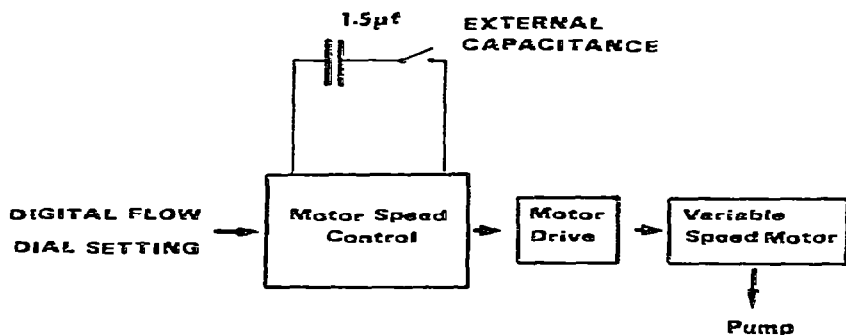 1.5µf
EXTERNAL
CAPACITANCE
DIGITAL FLOW
DIAL SETTING
Motor Speed
Control
Motor
Drive
Variable
Speed Motor
Pump